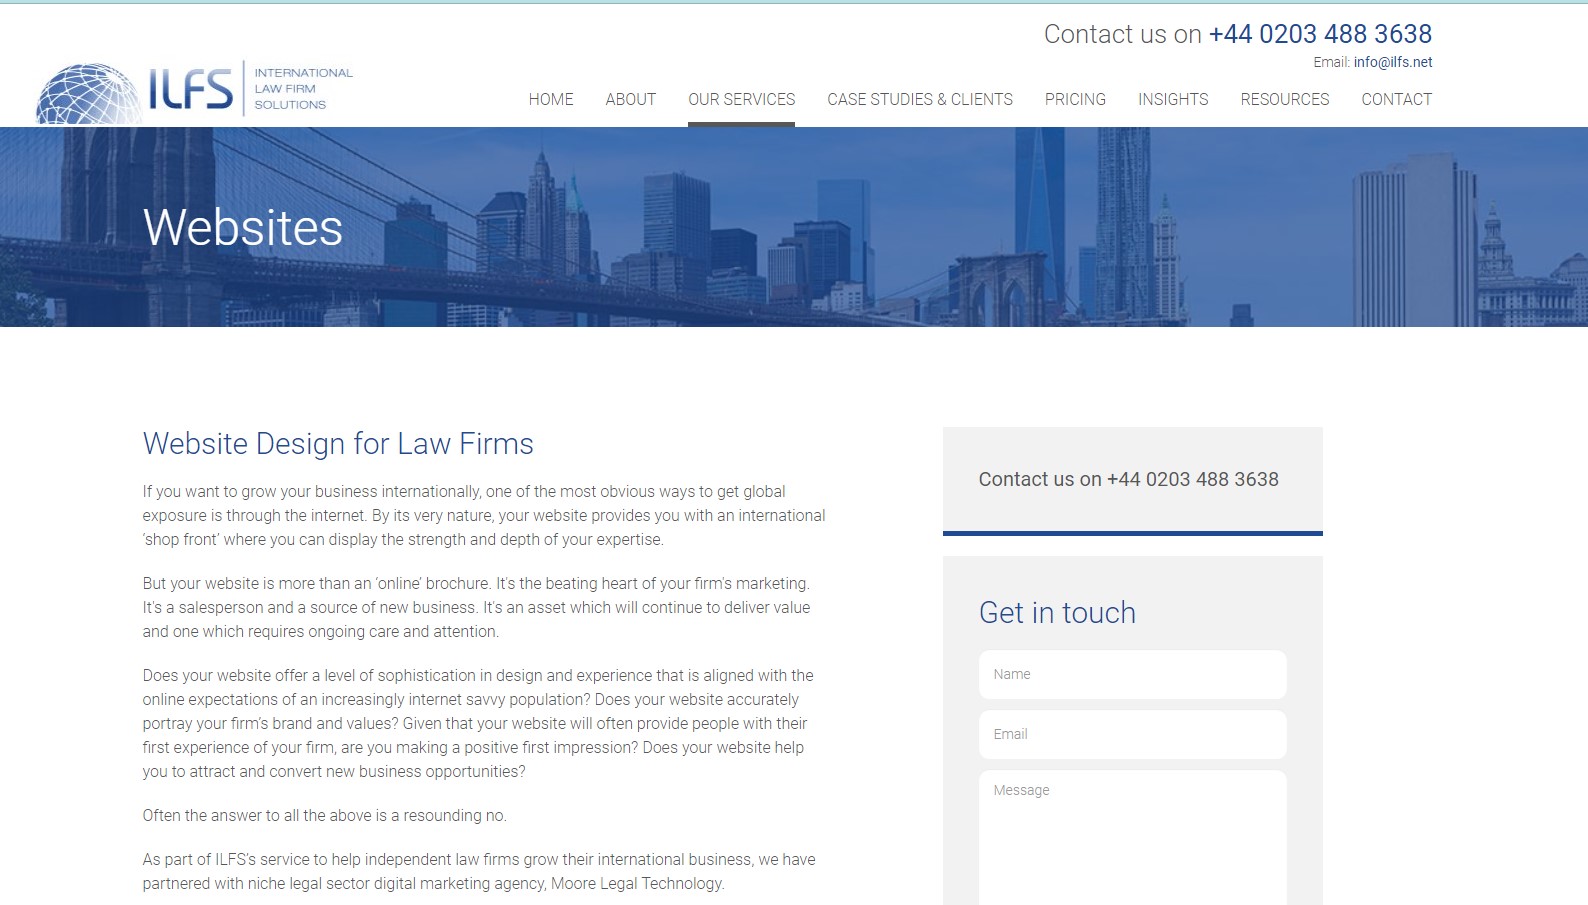 Contact us on +44 0203 488 3638
Email: info@ilfs.net
ILFS
INTERNATIONAL
LAW FIRM
SOLUTIONS
HOME ABOUT OUR SERVICES CASE STUDIES & CLIENTS PRICING INSIGHTS RESOURCES CONTACT
Websites
Website Design for Law Firms
If you want to grow your business internationally, one of the most obvious ways to get global
exposure is through the internet. By its very nature, your website provides you with an international
‘shop front’ where you can display the strength and depth of your expertise.
But your website is more than an ‘online’ brochure. It's the beating heart of your firm's marketing.
It's a salesperson and a source of new business. It's an asset which will continue to deliver value
and one which requires ongoing care and attention.
Does your website offer a level of sophistication in design and experience that is aligned with the
online expectations of an increasingly internet savvy population? Does your website accurately
portray your firm’s brand and values? Given that your website will often provide people with their
first experience of your firm, are you making a positive first impression? Does your website help
you to attract and convert new business opportunities?
Often the answer to all the above is a resounding no.
As part of ILFS’s service to help independent law firms grow their international business, we have
partnered with niche legal sector digital marketing agency, Moore Legal Technology.
Contact us on +44 0203 488 3638
Get in touch
Name
Email
Message